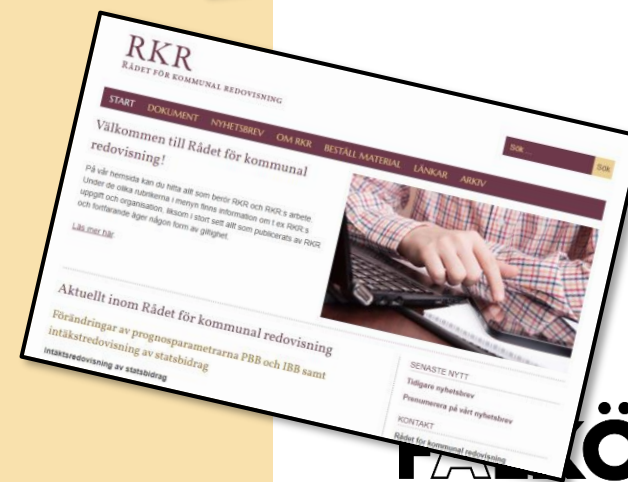 RKR
RÅDET FÖR KOMMUNAL REDOVISNING
START DOKUMENT NYHETSBREV OM RKR BESTÄLL MATERIAL LÄNKAR ARKIV
Sök ... Sök
Välkommen till Rådet för kommunal
redovisning!
På vår hemsida kan du hitta allt som berör RKR och RKR:s arbete.
Under de olika rubrikerna i menyn finns information om t ex RKR:s
uppgift och organisation, liksom i stort sett allt som publicerats av RKR
och fortfarande äger någon form av giltighet.
Läs mer här.
Aktuellt inom Rådet för kommunal redovisning
Förändringar av prognosparametrarna PBB och IBB samt
intäkstredovisning av statsbidrag
Intäktsredovisning av statsbidrag
SENASTE NYTT
Tidigare nyhetsbrev
Prenumerera på vårt nyhetsbrev
KONTAKT
Rådet för kommunal redovisning